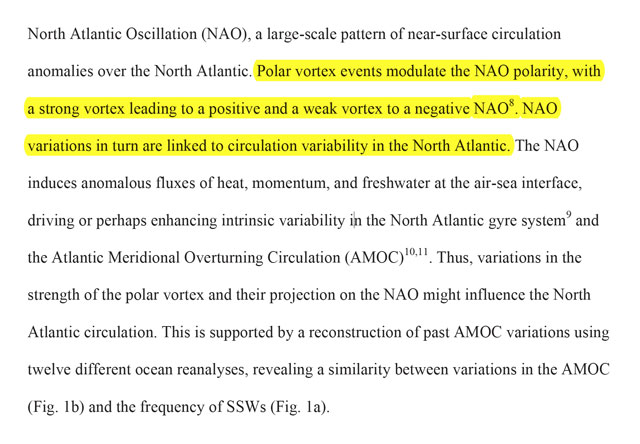 North Atlantic Oscillation (NAO), a large-scale pattern of near-surface circulation
anomalies over the North Atlantic. Polar vortex events modulate the NAO polarity, with
a strong vortex leading to a positive and a weak vortex to a negative NAO⁸. NAO
variations in turn are linked to circulation variability in the North Atlantic. The NAO
induces anomalous fluxes of heat, momentum, and freshwater at the air-sea interface,
driving or perhaps enhancing intrinsic variability in the North Atlantic gyre system⁹ and
the Atlantic Meridional Overturning Circulation (AMOC)¹⁰,¹¹. Thus, variations in the
strength of the polar vortex and their projection on the NAO might influence the North
Atlantic circulation. This is supported by a reconstruction of past AMOC variations using
twelve different ocean reanalyses, revealing a similarity between variations in the AMOC
(Fig. 1b) and the frequency of SSWs (Fig. 1a).